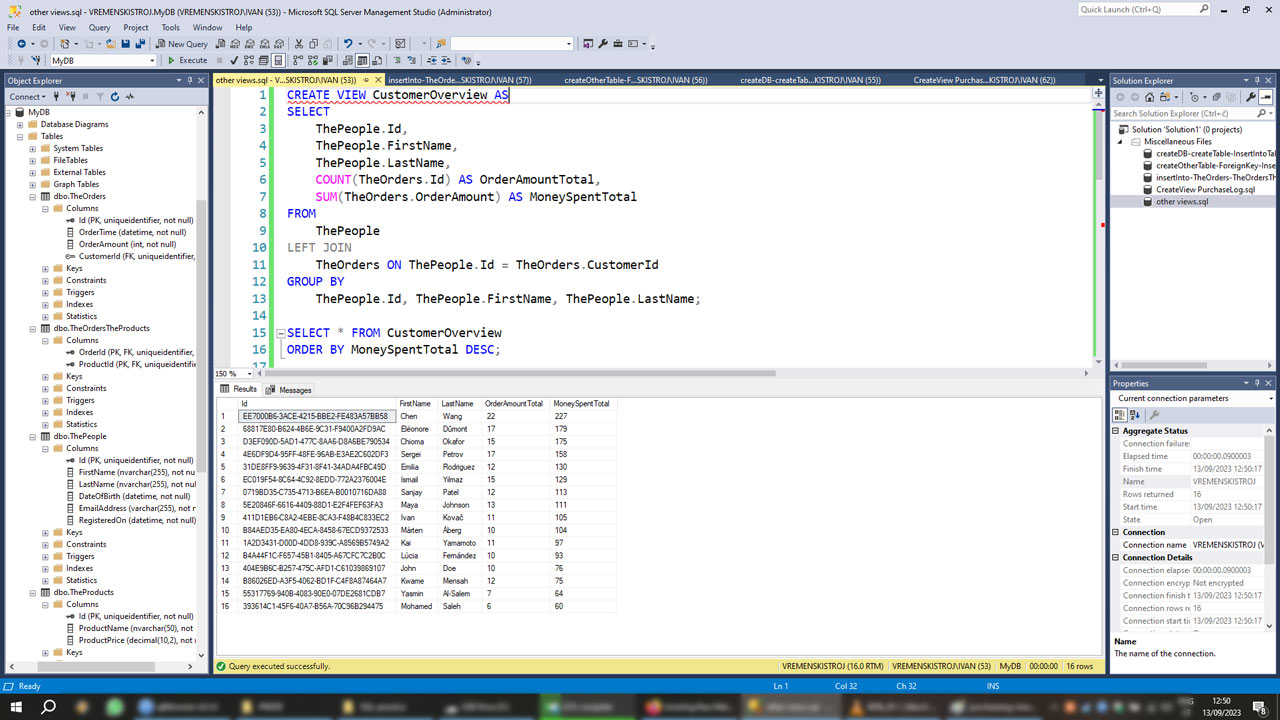 other views.sql - VREMENSKISTROJ.MyDB (VREMENSKISTROJ\IVAN (53)) - Microsoft SQL Server Management Studio (Administrator)
Quick Launch (Ctrl+Q)
File Edit View Query Project Tools Window Help
New Query
MyDB
Execute
Object Explorer
Connect
MyDB
Database Diagrams
Tables
System Tables
FileTables
External Tables
Graph Tables
dbo.TheOrders
Columns
Id (PK, uniqueidentifier, not null)
OrderTime (datetime, not null)
OrderAmount (int, not null)
CustomerId (FK, uniqueidentifier,
Keys
Constraints
Triggers
Indexes
Statistics
dbo.TheOrdersTheProducts
Columns
OrderId (PK, FK, uniqueidentifier,
ProductId (PK, FK, uniqueidentifier,
Keys
Constraints
Triggers
Indexes
Statistics
dbo.ThePeople
Columns
Id (PK, uniqueidentifier, not null)
FirstName (nvarchar(255), not nu
LastName (nvarchar(255), not nu
DateOfBirth (datetime, not null)
EmailAddress (varchar(255), not
RegisteredOn (datetime, not null)
Keys
Constraints
Triggers
Indexes
Statistics
dbo.TheProducts
Columns
Id (PK, uniqueidentifier, not null)
ProductName (nvarchar(50), not
ProductPrice (decimal(10,2), not
Keys
other views.sql - V...SKISTROJ\IVAN (53)) insertInto-TheOrde...KISTROJ\IVAN (57)) createOtherTable-F...KISTROJ\IVAN (56)) createDB-createTab...KISTROJ\IVAN (55)) CreateView Purchas...KISTROJ\IVAN (62))
1 CREATE VIEW CustomerOverview AS
2 SELECT
3 ThePeople.Id,
4 ThePeople.FirstName,
5 ThePeople.LastName,
6 COUNT(TheOrders.Id) AS OrderAmountTotal,
7 SUM(TheOrders.OrderAmount) AS MoneySpentTotal
8 FROM
9 ThePeople
10 LEFT JOIN
11 TheOrders ON ThePeople.Id = TheOrders.CustomerId
12 GROUP BY
13 ThePeople.Id, ThePeople.FirstName, ThePeople.LastName;
14
15 SELECT * FROM CustomerOverview
16 ORDER BY MoneySpentTotal DESC;
17
150 %
Results Messages
Id FirstName LastName OrderAmountTotal MoneySpentTotal
1 EE7000B6-3ACE-4215-BBE2-FE483A57BB58 Chen Wang 22 227
2 68817E80-B624-4B6E-9C31-F9400A2FD9AC Eléonore Dûmont 17 179
3 D3EF090D-5AD1-477C-8AA6-D8A6BE790534 Chioma Okafor 15 175
4 4E6DF9D4-95FF-48FE-96AB-E3AE2C602DF3 Sergei Petrov 17 158
5 31DE8FF9-9639-4F31-8F41-34ADA4FBC49D Emilia Rodriguez 12 130
6 EC019F54-8C64-4C92-8EDD-772A2376004E Ismail Yilmaz 15 129
7 0719BD35-C735-4713-B6EA-B0010716DA88 Sanjay Patel 12 113
8 5E20846F-6616-4409-88D1-E2F4FEF63FA3 Maya Johnson 13 111
9 411D1EB6-C8A2-4EBE-8CA3-F48B4C833EC2 Ivan Kovač 11 105
10 B84AED35-EA80-4ECA-8458-67ECD9372533 Mårten Åberg 10 104
11 1A2D3431-D00D-4DD8-939C-A8569B5749A2 Kai Yamamoto 11 97
12 B4A44F1C-F657-45B1-8405-A67CFC7C2B0C Lúcia Fernández 10 93
13 404E9B6C-B257-475C-AFD1-C61039869107 John Doe 10 76
14 B86026ED-A3F5-4062-BD1F-C4F8A87464A7 Kwame Mensah 12 75
15 55317769-940B-4083-90E0-07DE2681CDB7 Yasmin Al-Salem 7 64
16 393614C1-45F6-40A7-B56A-70C96B294475 Mohamed Saleh 6 60
Query executed successfully.
VREMENSKISTROJ (16.0 RTM) VREMENSKISTROJ\IVAN (53) MyDB 00:00:00 16 rows
Solution Explorer
Search Solution Explorer (Ctrl+č)
Solution 'Solution1' (0 projects)
Miscellaneous Files
createDB-createTable-InsertIntoTa
createOtherTable-ForeignKey-Inse
insertInto-TheOrders-TheOrdersTh
CreateView PurchaseLog.sql
other views.sql
Properties
Current connection parameters
Aggregate Status
Connection failures
Elapsed time 00:00:00.0900003
Finish time 13/09/2023 12:50:17
Name VREMENSKISTROJ
Rows returned 16
Start time 13/09/2023 12:50:17
State Open
Connection
Connection name VREMENSKISTROJ (V
Connection Details
Connection elapse 00:00:00.0900003
Connection encryp Not encrypted
Connection finish t 13/09/2023 12:50:17
Connection rows re 16
Connection start ti 13/09/2023 12:50:17
Name
The name of the connection.
Ready
Ln 1 Col 32 Ch 32 INS
ENG
12:50
13/09/2023
8